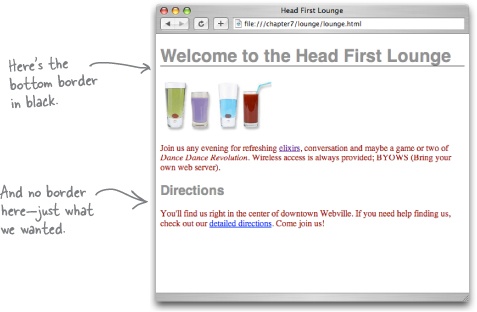 Head First Lounge
file:///chapter7/lounge/lounge.html
Here's the
bottom border
in black.
Welcome to the Head First Lounge
Join us any evening for refreshing elixirs, conversation and maybe a game or two of
Dance Dance Revolution. Wireless access is always provided; BYOWS (Bring your
own web server).
And no border
here—just what
we wanted.
Directions
You'll find us right in the center of downtown Webville. If you need help finding us,
check out our detailed directions. Come join us!